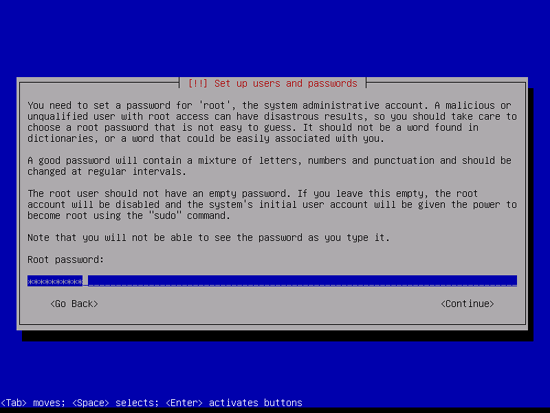 [!!] Set up users and passwords
You need to set a password for 'root', the system administrative account. A malicious or
unqualified user with root access can have disastrous results, so you should take care to
choose a root password that is not easy to guess. It should not be a word found in
dictionaries, or a word that could be easily associated with you.
A good password will contain a mixture of letters, numbers and punctuation and should be
changed at regular intervals.
The root user should not have an empty password. If you leave this empty, the root
account will be disabled and the system's initial user account will be given the power to
become root using the "sudo" command.
Note that you will not be able to see the password as you type it.
Root password:
**********
<Go Back> <Continue>
<Tab> moves; <Space> selects; <Enter> activates buttons